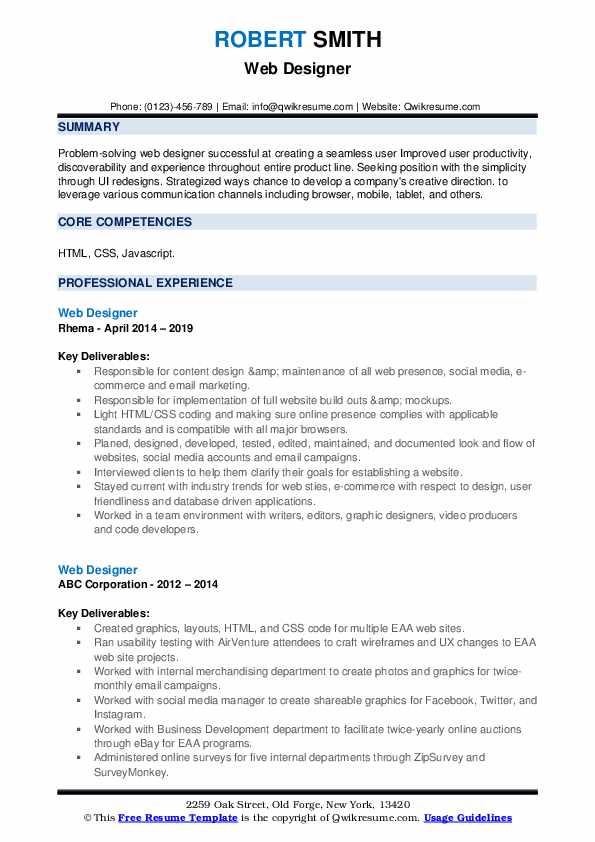 ROBERT SMITH
Web Designer
Phone: (0123)-456-789 | Email: info@qwikresume.com | Website: Qwikresume.com
SUMMARY
Problem-solving web designer successful at creating a seamless user Improved user productivity,
discoverability and experience throughout entire product line. Seeking position with the simplicity
through UI redesigns. Strategized ways chance to develop a company's creative direction. to
leverage various communication channels including browser, mobile, tablet, and others.
CORE COMPETENCIES
HTML, CSS, Javascript.
PROFESSIONAL EXPERIENCE
Web Designer
Rhema - April 2014 – 2019
Key Deliverables:
▪ Responsible for content design &amp; maintenance of all web presence, social media, e-
commerce and email marketing.
▪ Responsible for implementation of full website build outs &amp; mockups.
▪ Light HTML/CSS coding and making sure online presence complies with applicable
standards and is compatible with all major browsers.
▪ Planed, designed, developed, tested, edited, maintained, and documented look and flow of
websites, social media accounts and email campaigns.
▪ Interviewed clients to help them clarify their goals for establishing a website.
▪ Stayed current with industry trends for web sties, e-commerce with respect to design, user
friendliness and database driven applications.
▪ Worked in a team environment with writers, editors, graphic designers, video producers
and code developers.
Web Designer
ABC Corporation - 2012 – 2014
Key Deliverables:
▪ Created graphics, layouts, HTML, and CSS code for multiple EAA web sites.
▪ Ran usability testing with AirVenture attendees to craft wireframes and UX changes to EAA
web site projects.
▪ Worked with internal merchandising department to create photos and graphics for twice-
monthly email campaigns.
▪ Worked with social media manager to create shareable graphics for Facebook, Twitter, and
Instagram.
▪ Worked with Business Development department to facilitate twice-yearly online auctions
through eBay for EAA programs.
▪ Administered online surveys for five internal departments through ZipSurvey and
SurveyMonkey.
2259 Oak Street, Old Forge, New York, 13420
© This Free Resume Template is the copyright of Qwikresume.com. Usage Guidelines